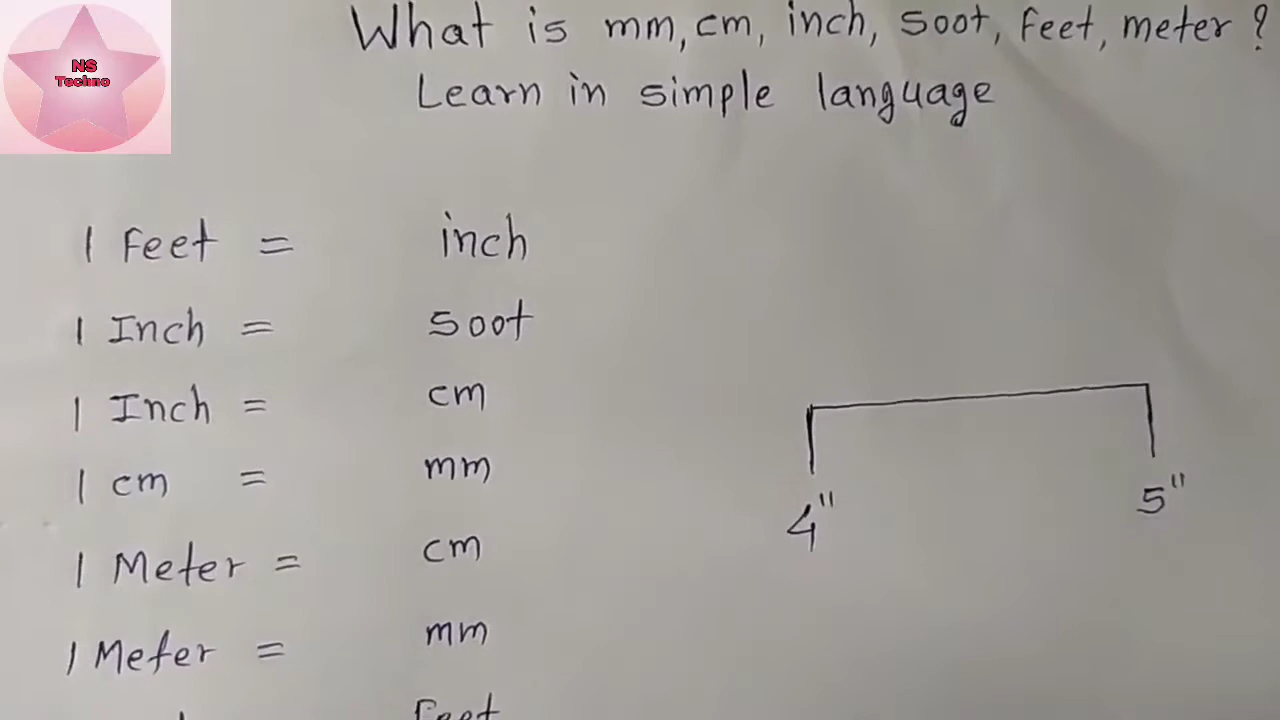 NS
Techno
What is mm, cm, inch, soot, feet, meter ?
Learn in simple language
1 Feet = inch
1 Inch = soot
1 Inch = cm
1 cm = mm
1 Meter = cm
1 Meter = mm
Feet
4"
5"